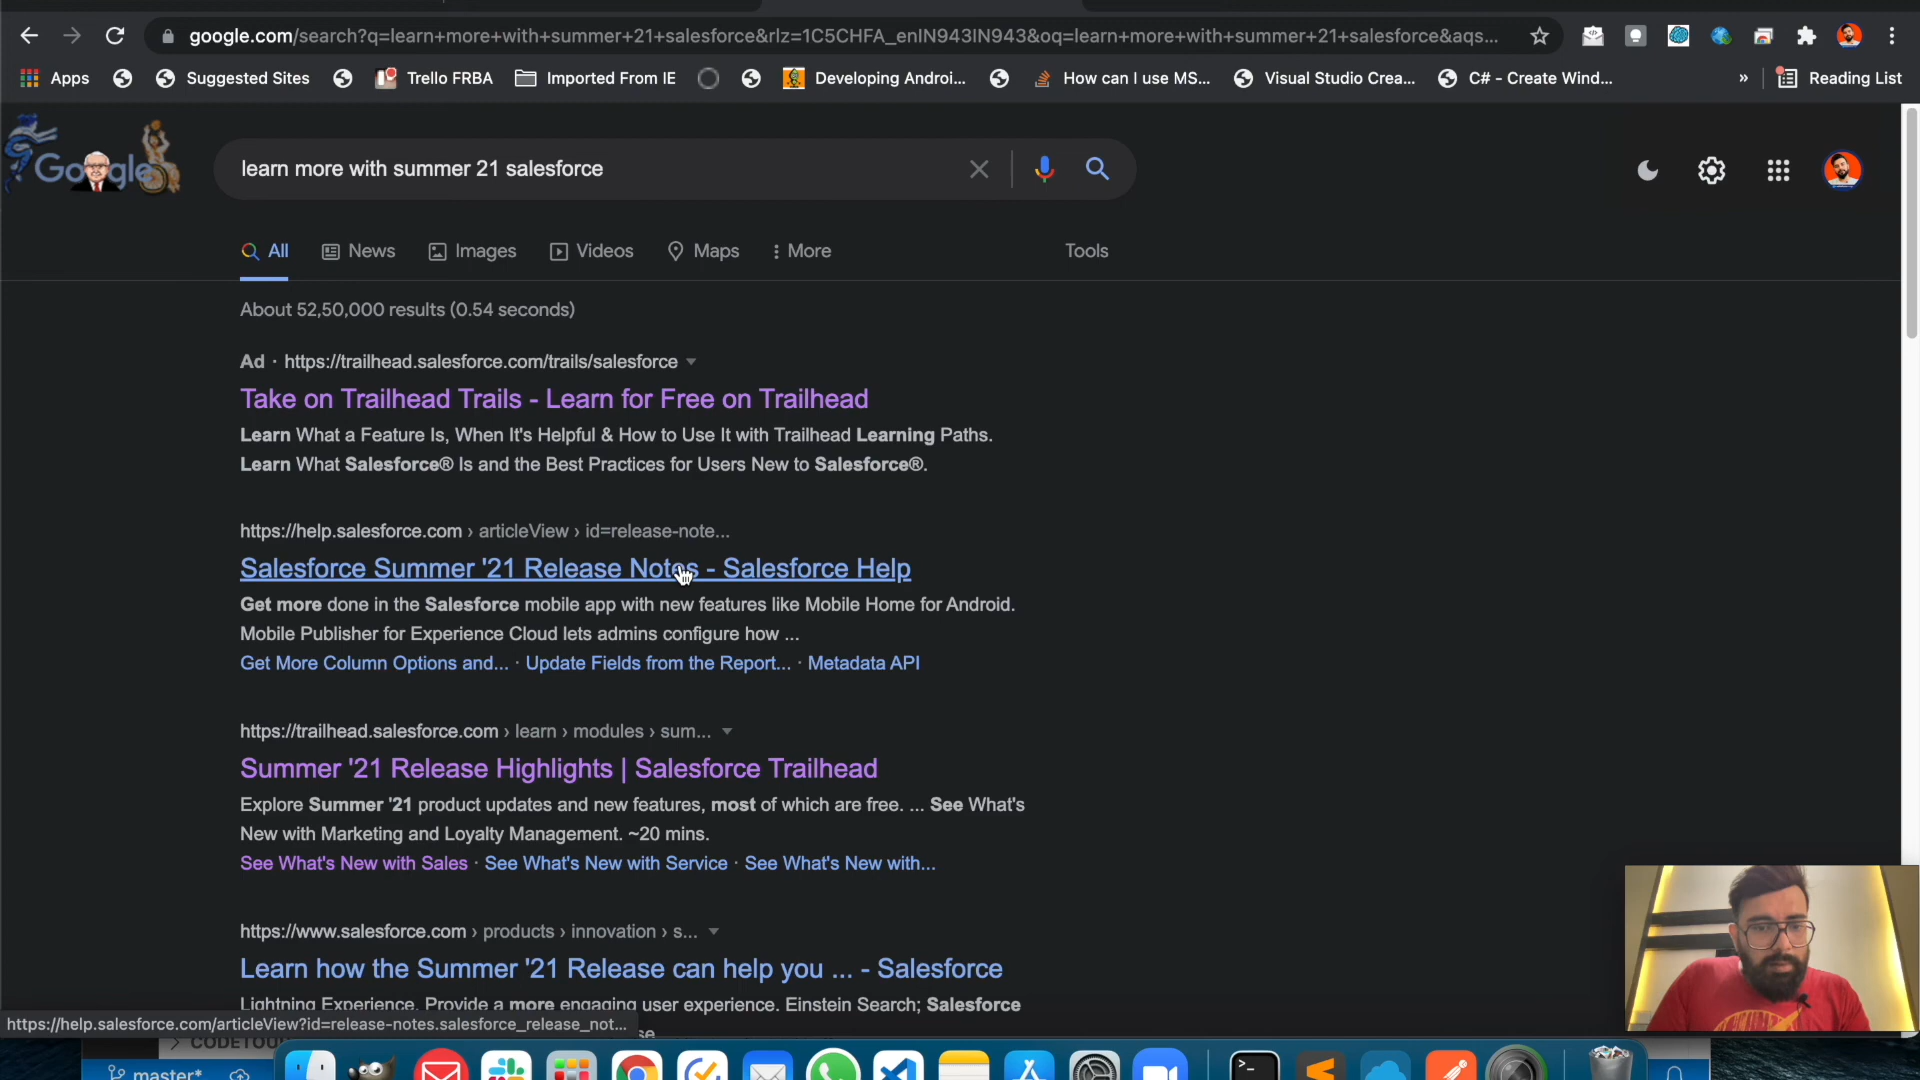 google.com/search?q=learn+more+with+summer+21+salesforce&rlz=1C5CHFA_enIN943IN943&oq=learn+more+with+summer+21+salesforce&aqs...
Apps
Suggested Sites
Trello FRBA
Imported From IE
Developing Androi...
How can I use MS...
Visual Studio Crea...
C# - Create Wind...
»
Reading List
Google
learn more with summer 21 salesforce
All
News
Images
Videos
Maps
More
Tools
About 52,50,000 results (0.54 seconds)
Ad · https://trailhead.salesforce.com/trails/salesforce
Take on Trailhead Trails - Learn for Free on Trailhead
Learn What a Feature Is, When It's Helpful & How to Use It with Trailhead Learning Paths.
Learn What Salesforce® Is and the Best Practices for Users New to Salesforce®.
https://help.salesforce.com › articleView › id=release-note...
Salesforce Summer '21 Release Notes - Salesforce Help
Get more done in the Salesforce mobile app with new features like Mobile Home for Android.
Mobile Publisher for Experience Cloud lets admins configure how ...
Get More Column Options and... · Update Fields from the Report... · Metadata API
https://trailhead.salesforce.com › learn › modules › sum...
Summer '21 Release Highlights | Salesforce Trailhead
Explore Summer '21 product updates and new features, most of which are free. ... See What's
New with Marketing and Loyalty Management. ~20 mins.
See What's New with Sales · See What's New with Service · See What's New with...
https://www.salesforce.com › products › innovation › s...
Learn how the Summer '21 Release can help you ... - Salesforce
Lightning Experience. Provide a more engaging user experience. Einstein Search; Salesforce
https://help.salesforce.com/articleView?id=release-notes.salesforce_release_not...
CODETOU
master*